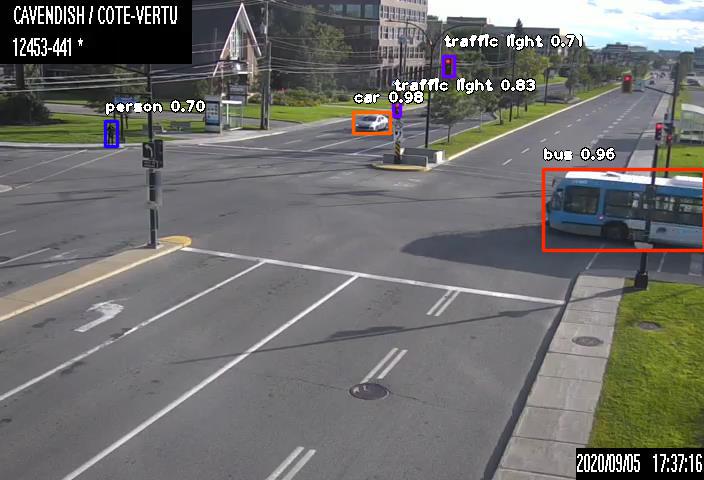 CAVENDISH / COTE-VERTU
12453-441 *
traffic light 0.71
traffic light 0.83
car 0.98
person 0.70
bus 0.96
2020/09/05 17:37:16